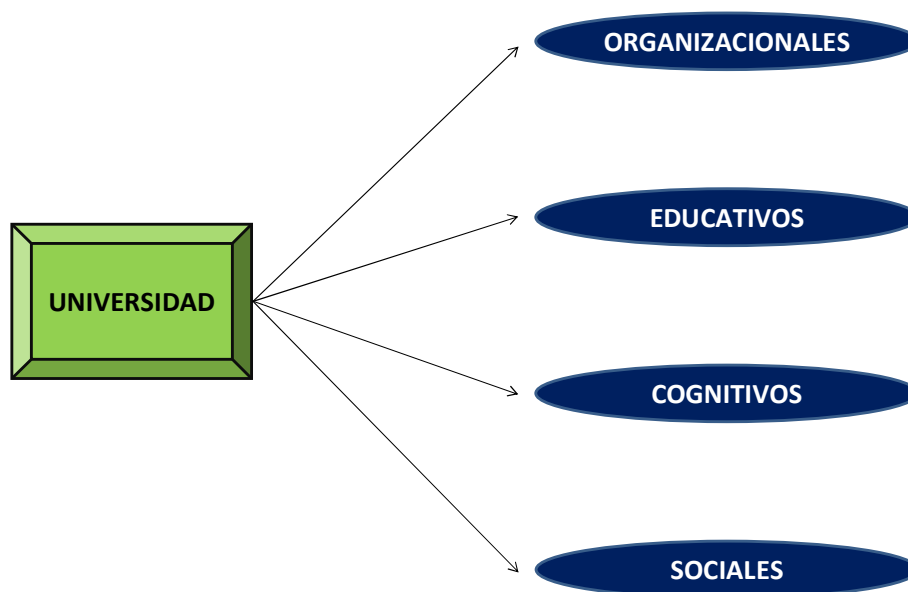 ORGANIZACIONALES
EDUCATIVOS
UNIVERSIDAD
COGNITIVOS
SOCIALES